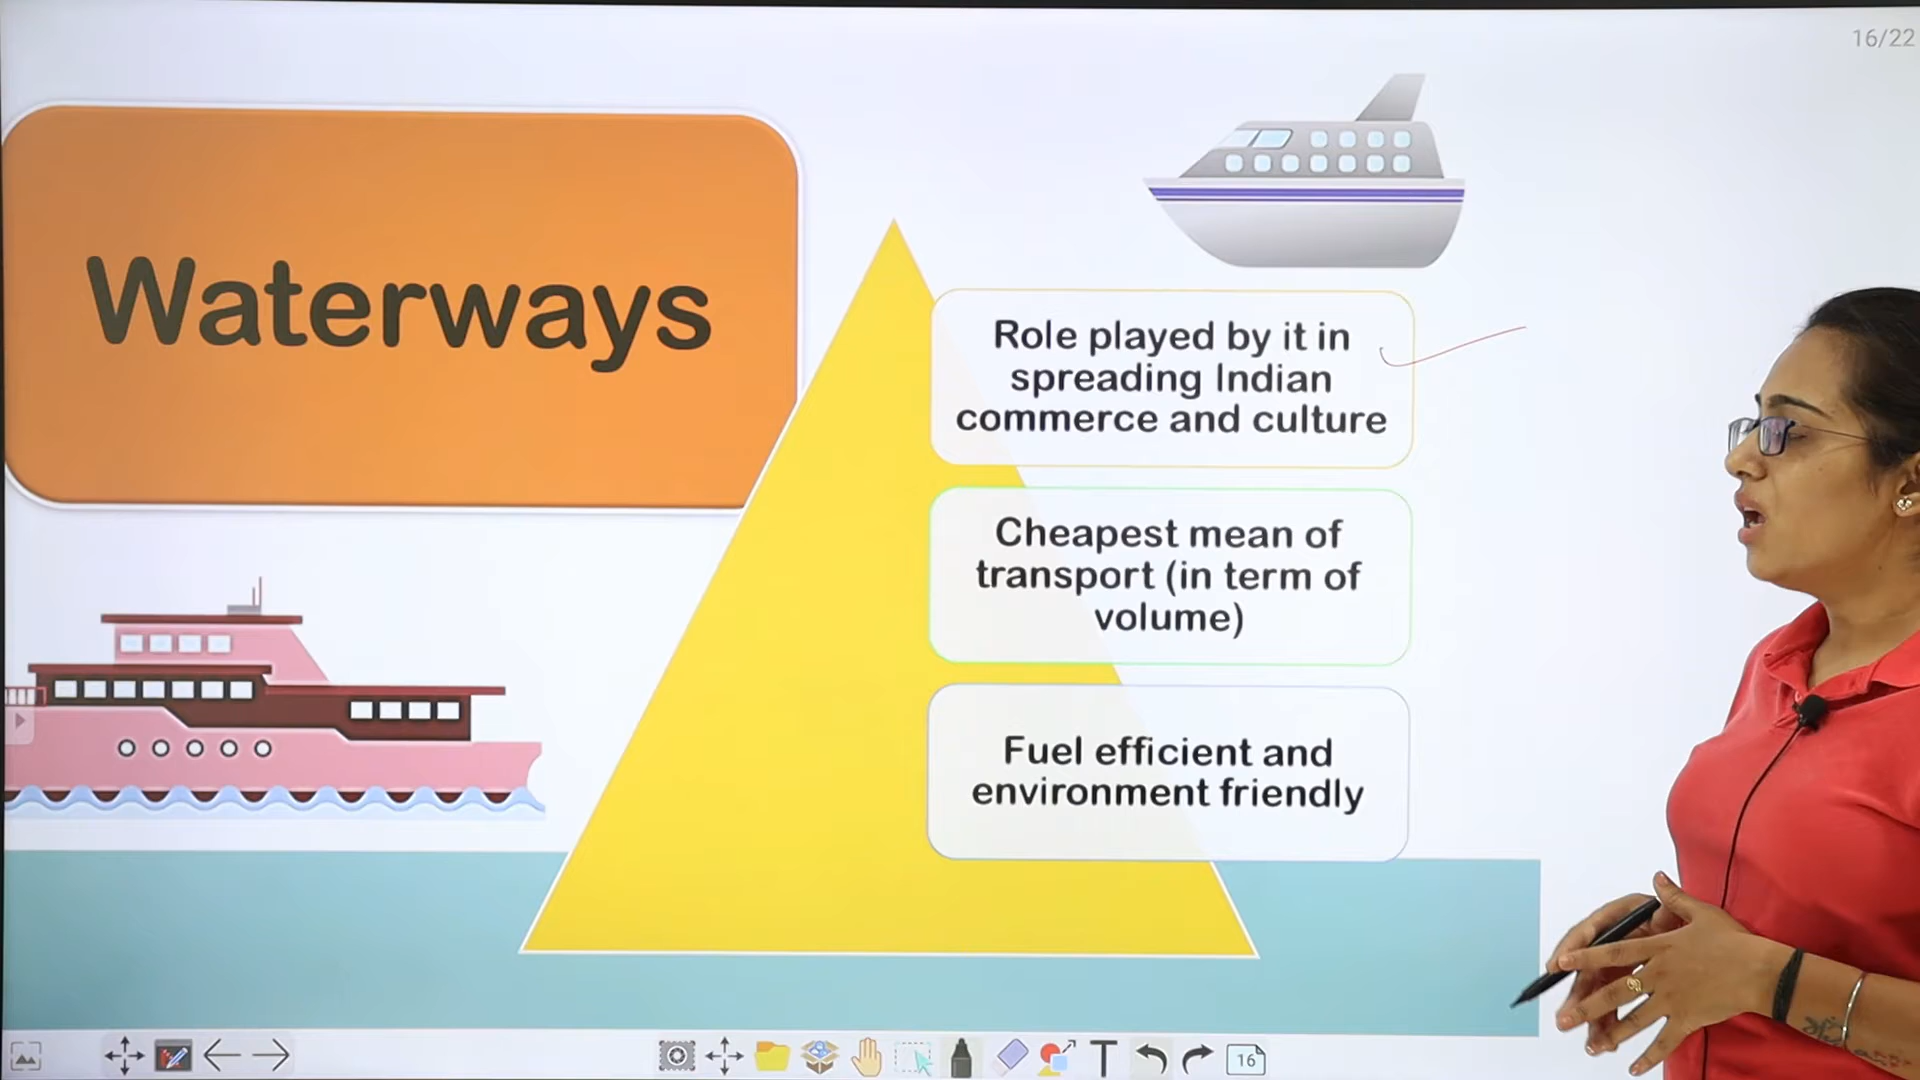 16/22
Waterways
Role played by it in
spreading Indian
commerce and culture
Cheapest mean of
transport (in term of
volume)
Fuel efficient and
environment friendly
T
16